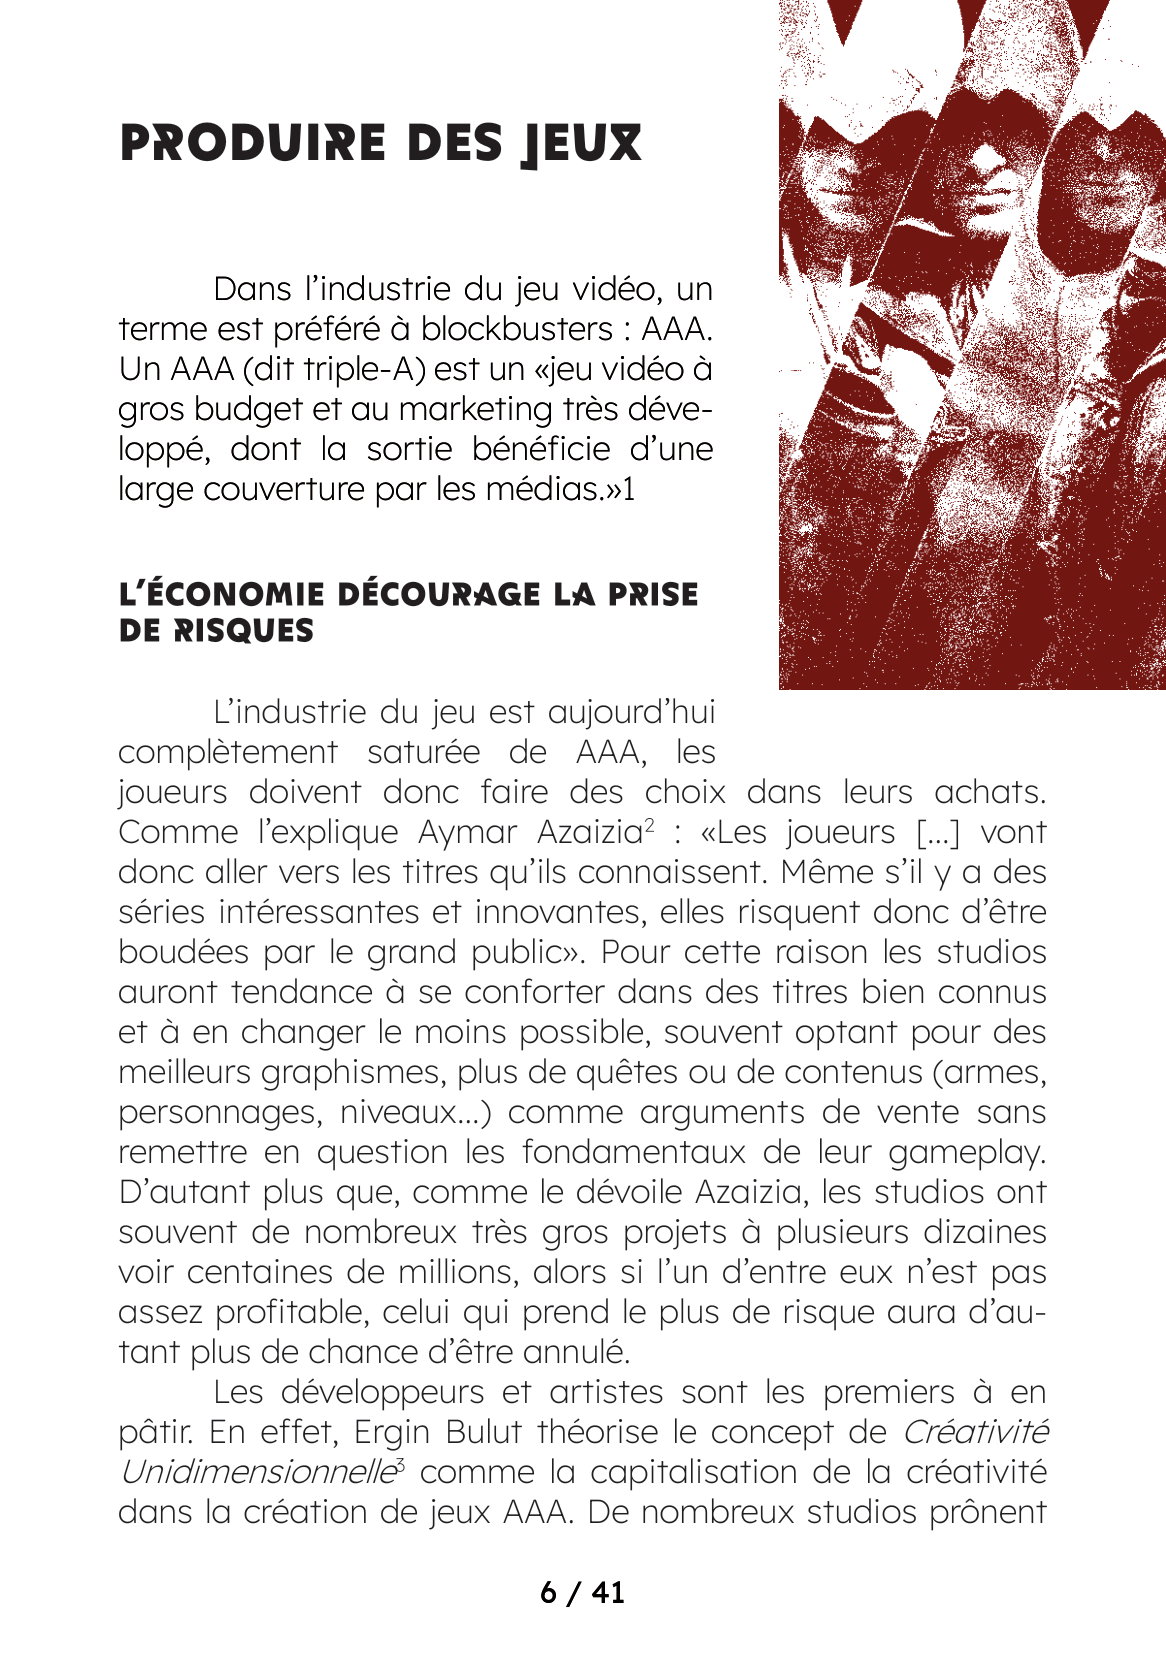 PRODUIRE DES JEUX
Dans l’industrie du jeu vidéo, un
terme est préféré à blockbusters : AAA.
Un AAA (dit triple-A) est un «jeu vidéo à
gros budget et au marketing très déve-
loppé, dont la sortie bénéficie d’une
large couverture par les médias.»1
L’ÉCONOMIE DÉCOURAGE LA PRISE
DE RISQUES
L’industrie du jeu est aujourd’hui
complètement saturée de AAA, les
joueurs doivent donc faire des choix dans leurs achats.
Comme l’explique Aymar Azaizia² : «Les joueurs [...] vont
donc aller vers les titres qu’ils connaissent. Même s’il y a des
séries intéressantes et innovantes, elles risquent donc d’être
boudées par le grand public». Pour cette raison les studios
auront tendance à se conforter dans des titres bien connus
et à en changer le moins possible, souvent optant pour des
meilleurs graphismes, plus de quêtes ou de contenus (armes,
personnages, niveaux...) comme arguments de vente sans
remettre en question les fondamentaux de leur gameplay.
D’autant plus que, comme le dévoile Azaizia, les studios ont
souvent de nombreux très gros projets à plusieurs dizaines
voir centaines de millions, alors si l’un d’entre eux n’est pas
assez profitable, celui qui prend le plus de risque aura d’au-
tant plus de chance d’être annulé.
Les développeurs et artistes sont les premiers à en
pâtir. En effet, Ergin Bulut théorise le concept de Créativité
Unidimensionnelle³ comme la capitalisation de la créativité
dans la création de jeux AAA. De nombreux studios prônent
6 / 41